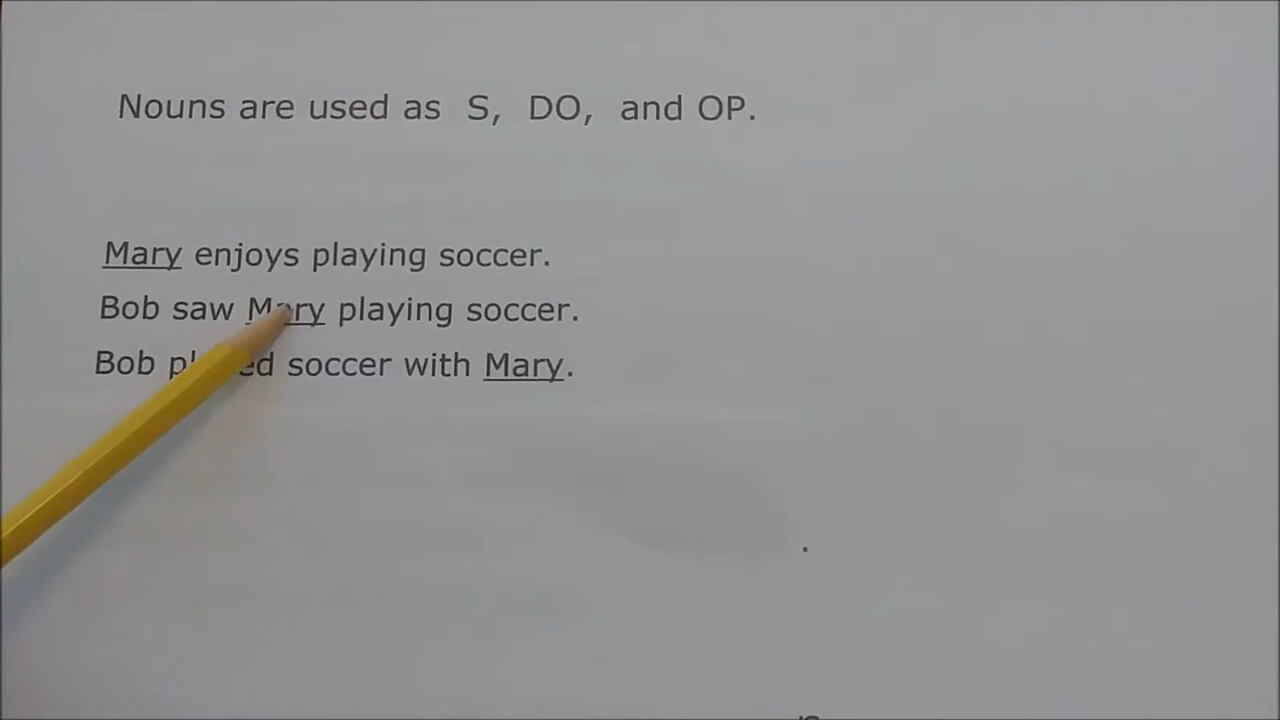 Nouns are used as S, DO, and OP.
Mary enjoys playing soccer.
Bob saw Mary playing soccer.
Bob played soccer with Mary.